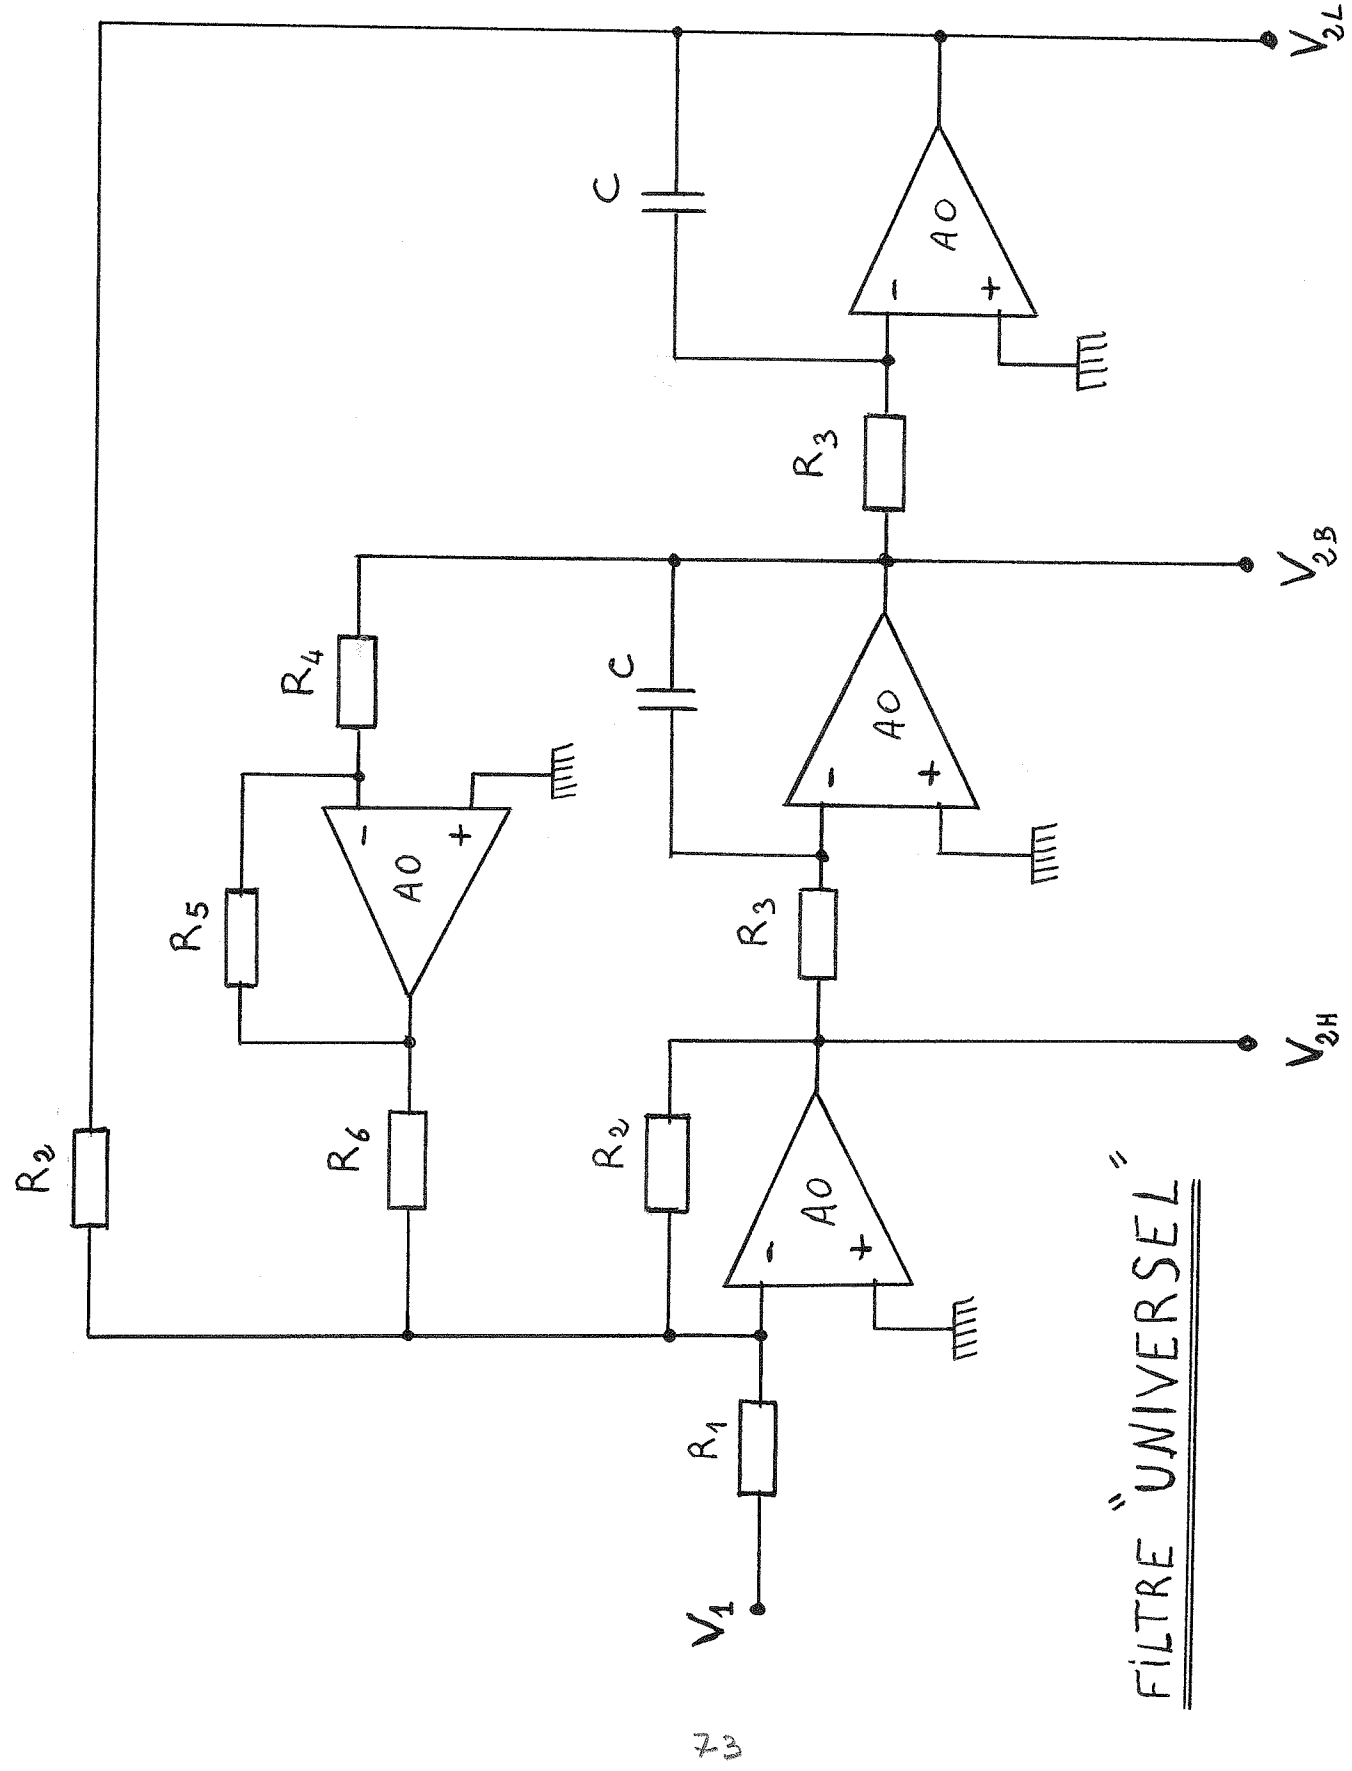 R2
R5
R4
AO
R6
C
C
R2
R3
R3
AO
AO
AO
-
+
-
+
-
+
-
+
V1
R1
V2H
V2B
V2L
FILTRE "UNIVERSEL"
73